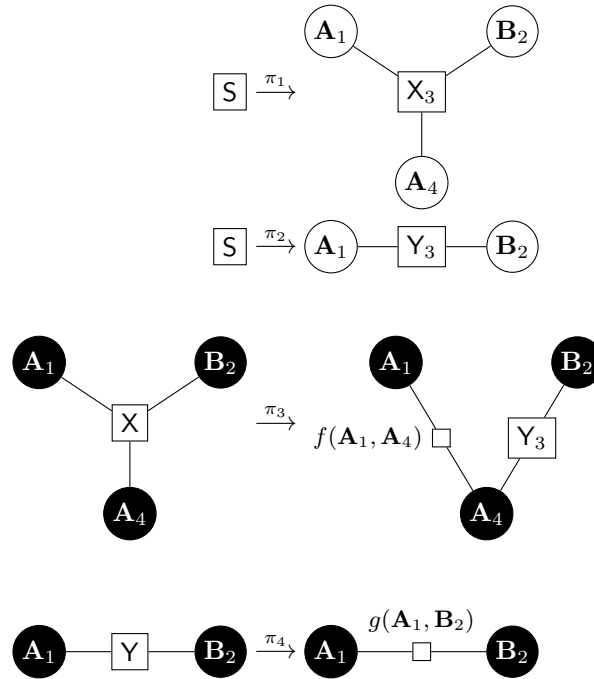 A₁ B₂
S π₁ X₃
A₄
S π₂ A₁ Y₃ B₂
A₁ B₂ A₁ B₂
X π₃ f(A₁, A₄) Y₃
A₄ A₄
g(A₁, B₂)
A₁ Y B₂ π₄ A₁ B₂